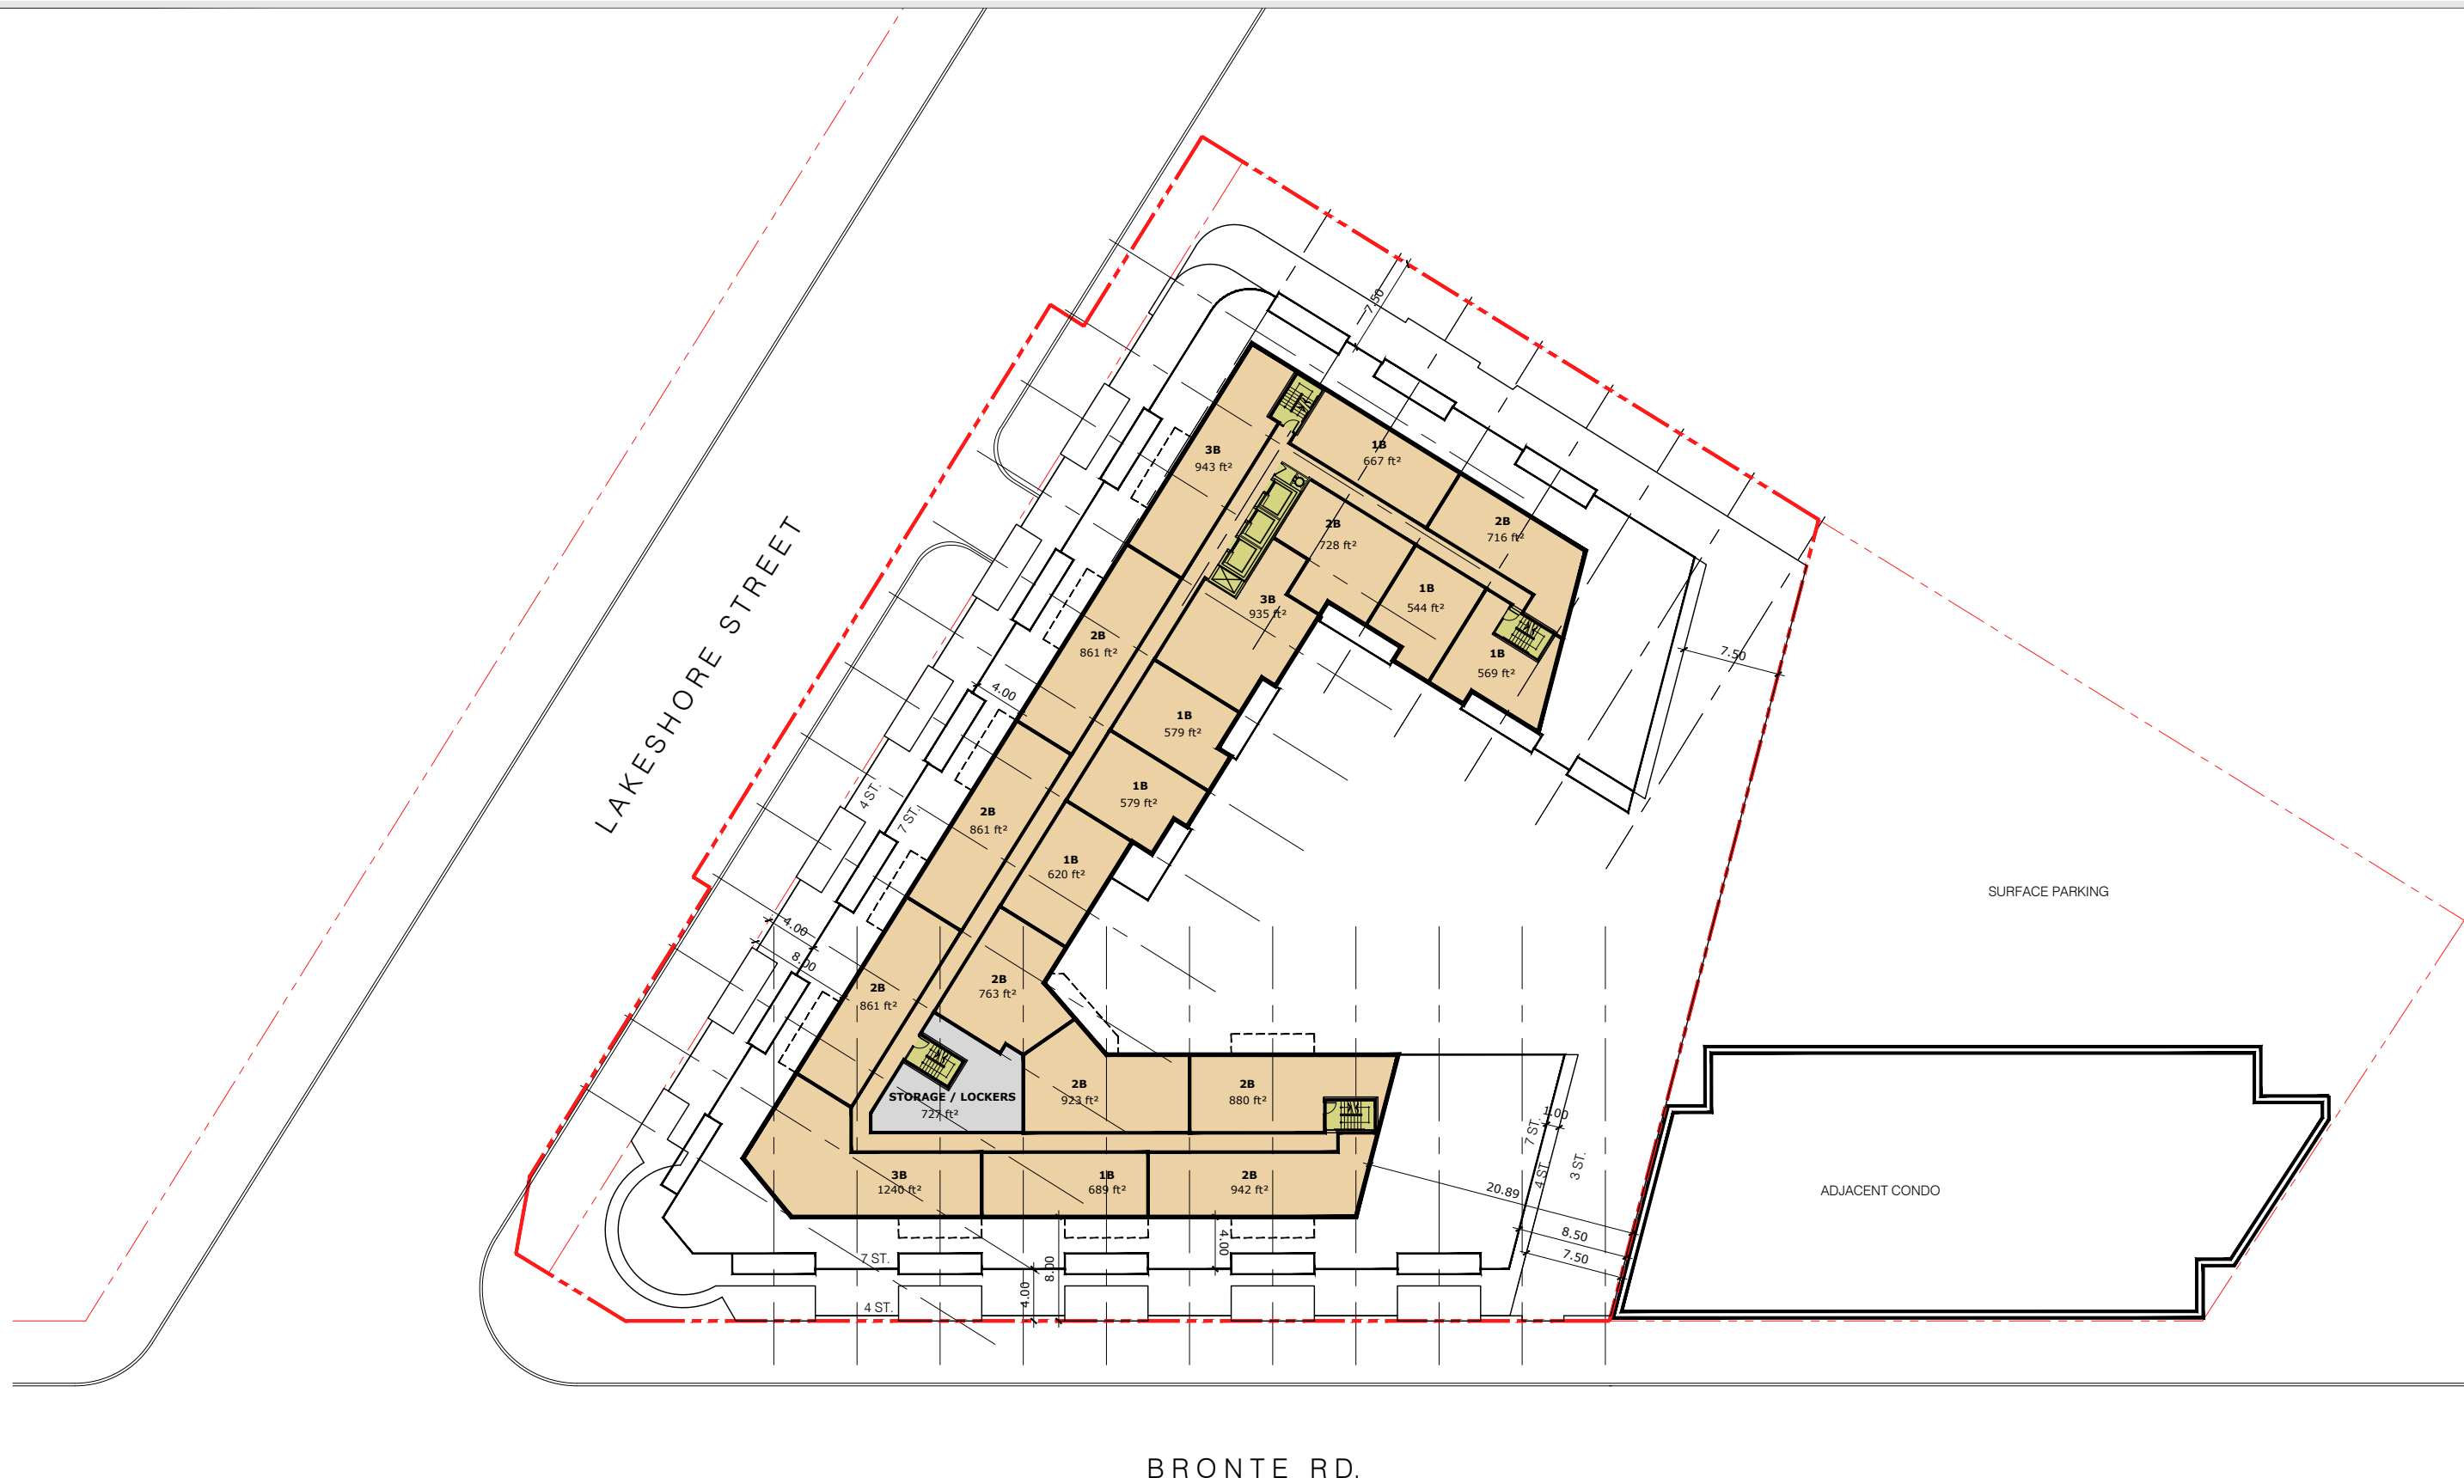 7.50
3B
943 ft²
1B
667 ft²
2B
716 ft²
2B
728 ft²
1B
544 ft²
3B
935 ft²
1B
569 ft²
7.50
2B
861 ft²
LAKESHORE STREET
4.00
1B
579 ft²
1B
579 ft²
4 ST.
7 ST.
2B
861 ft²
1B
620 ft²
SURFACE PARKING
4.00
8.00
2B
861 ft²
2B
763 ft²
STORAGE / LOCKERS
727 ft²
2B
923 ft²
2B
880 ft²
1.00
7 ST.
4 ST.
3 ST.
3B
1240 ft²
1B
689 ft²
2B
942 ft²
20.89
ADJACENT CONDO
8.50
7.50
7 ST.
4.00
8.00
4.00
4 ST.
BRONTE RD.